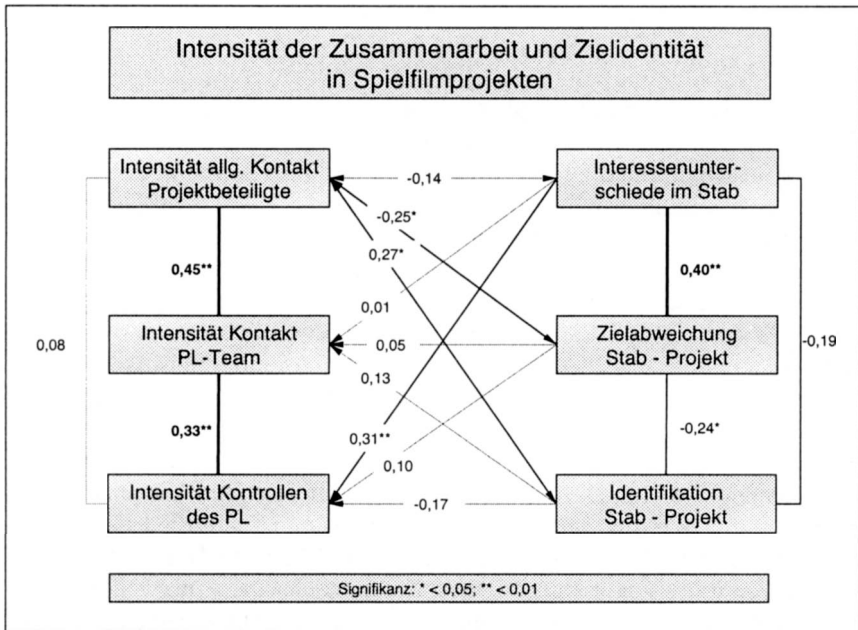 Intensität der Zusammenarbeit und Zielidentität
in Spielfilmprojekten
Intensität allg. Kontakt
Projektbeteiligte
Interessenunter-
schiede im Stab
-0,14
-0,25*
0,27*
0,45**
0,40**
0,01
Intensität Kontakt
PL-Team
Zielabweichung
Stab - Projekt
0,08
0,05
-0,19
0,13
0,33**
-0,24*
0,31**
0,10
Intensität Kontrollen
des PL
Identifikation
Stab - Projekt
-0,17
Signifikanz: * < 0,05; ** < 0,01